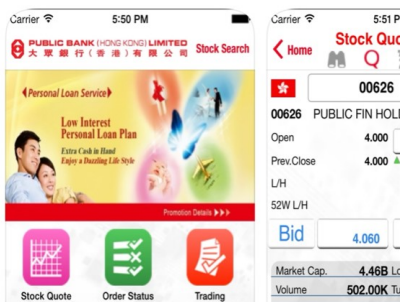 Carrier 5:50 PM
PUBLIC BANK (HONG KONG) LIMITED
大眾銀行(香港)有限公司
Stock Search
Personal Loan Service
Low Interest
Personal Loan Plan
Extra Cash in Hand
Enjoy a Dazzling Life Style
Promotion Details
Stock Quote Order Status Trading
Carrier 5:51 P
Home Stock Quo
Q
00626
00626 PUBLIC FIN HOL
Open 4.000
Prev.Close 4.000
L/H
52W L/H
Bid 4.060
Market Cap. 4.46B Lo
Volume 502.00K Tu